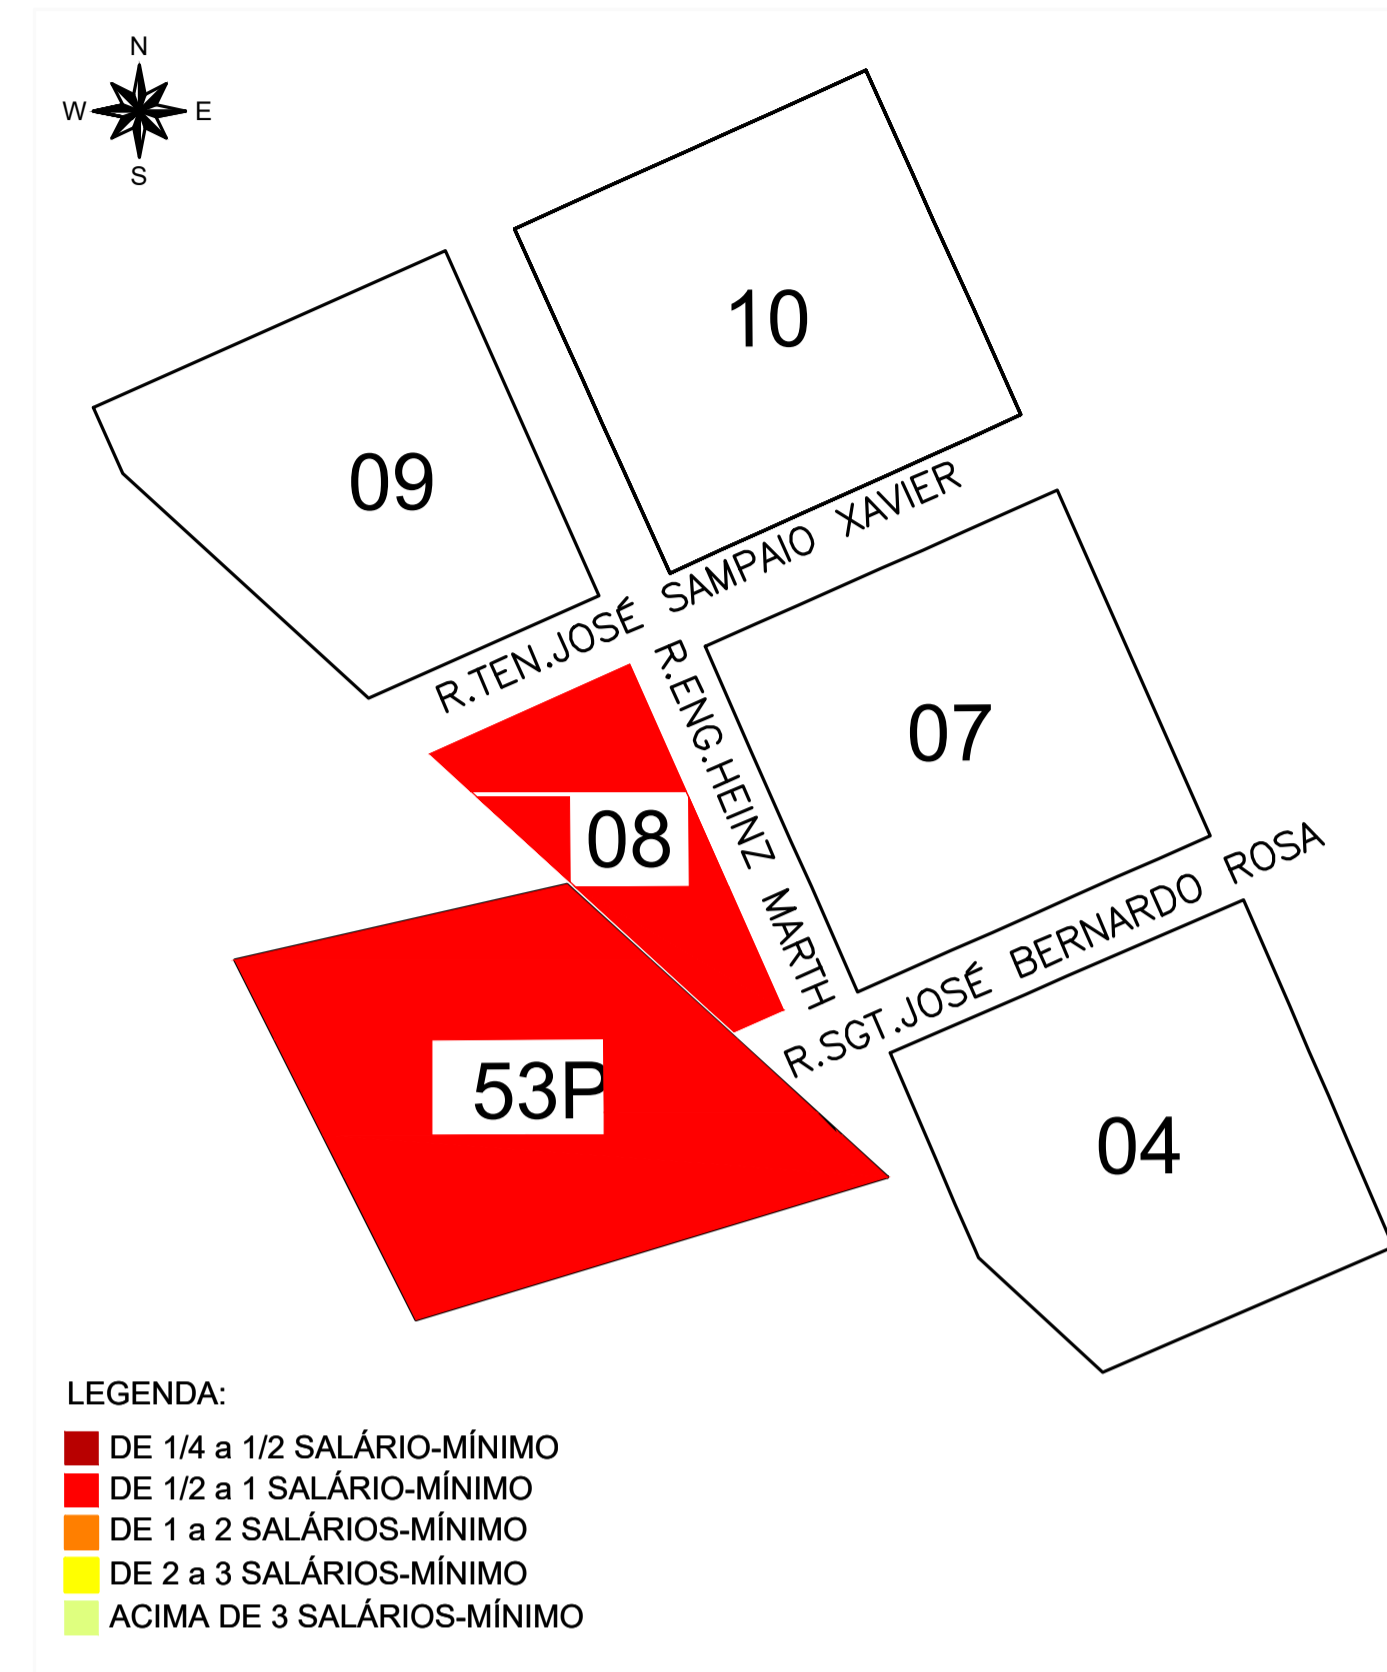 N
W E
S
10
09
R.TEN.JOSÉ SAMPAIO XAVIER
R.ENG.HEINZ MARTH
07
08
R.SGT.JOSÉ BERNARDO ROSA
53P
04
LEGENDA:
DE 1/4 a 1/2 SALÁRIO-MÍNIMO
DE 1/2 a 1 SALÁRIO-MÍNIMO
DE 1 a 2 SALÁRIOS-MÍNIMO
DE 2 a 3 SALÁRIOS-MÍNIMO
ACIMA DE 3 SALÁRIOS-MÍNIMO